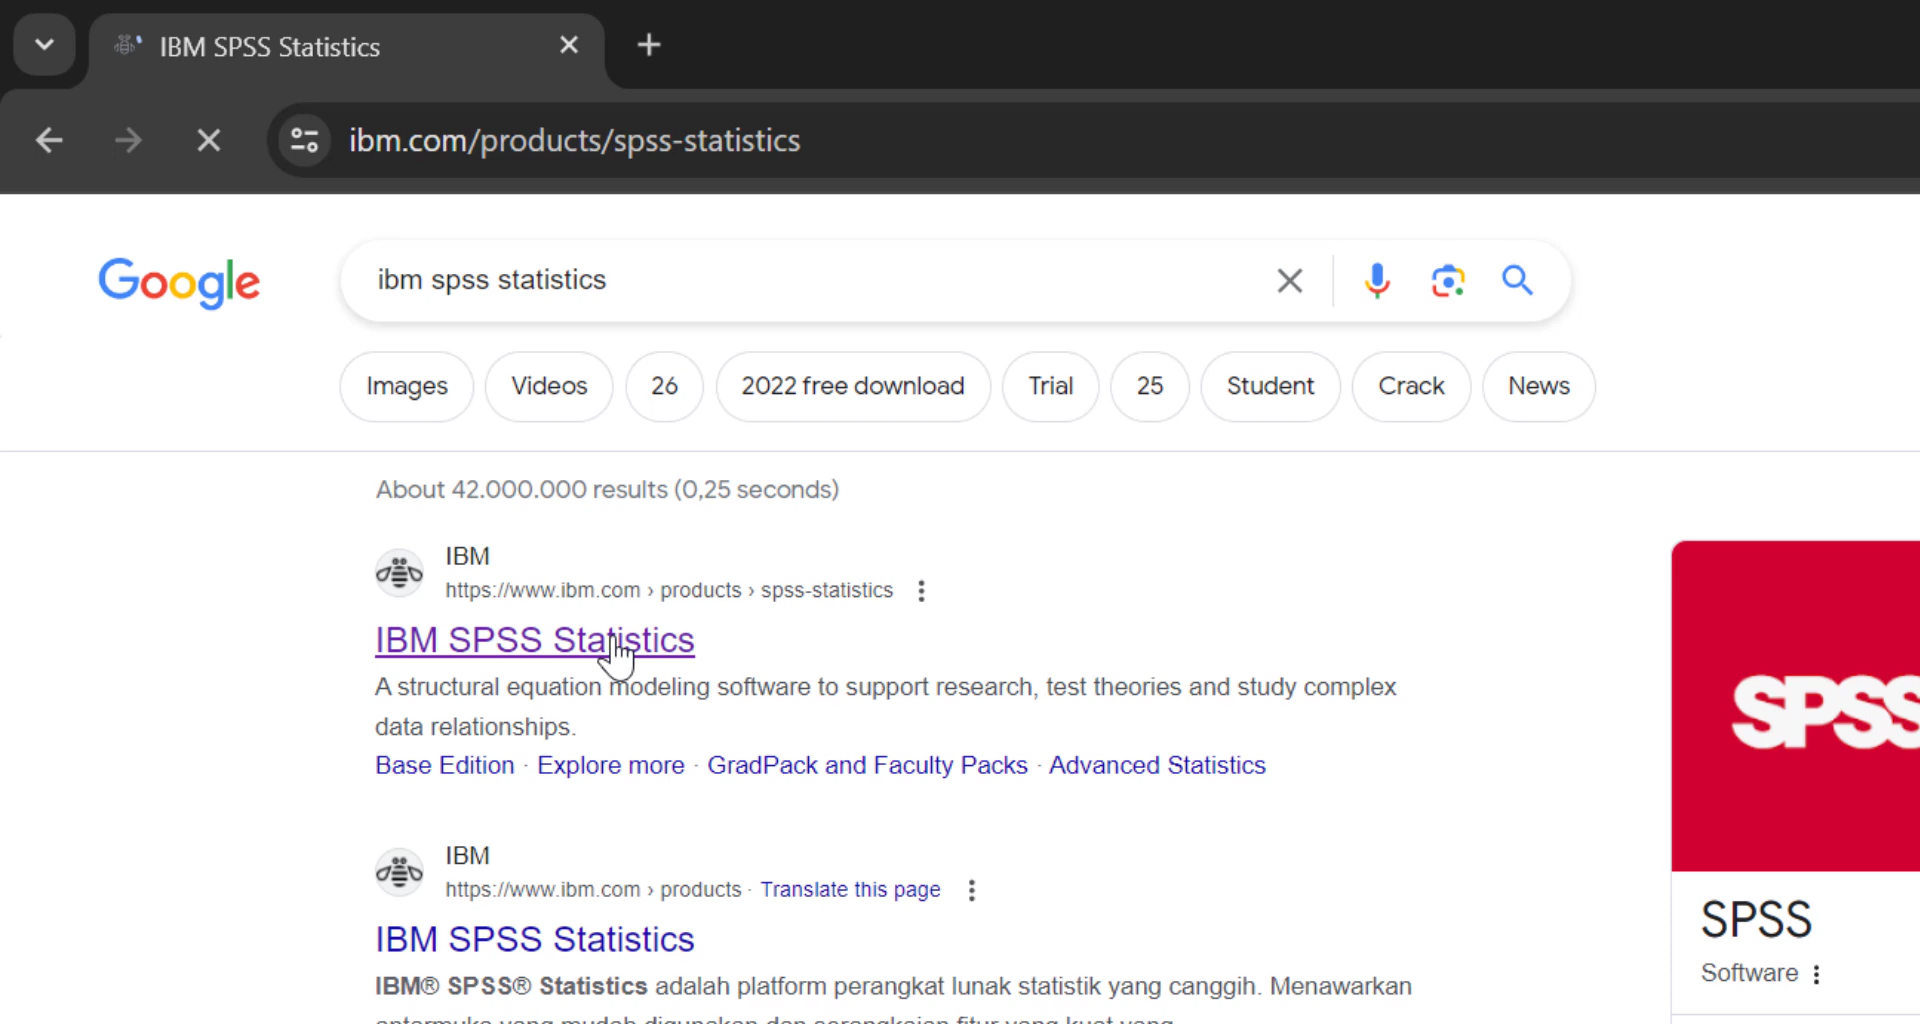 IBM SPSS Statistics
ibm.com/products/spss-statistics
Google
ibm spss statistics
Images
Videos
26
2022 free download
Trial
25
Student
Crack
News
About 42.000.000 results (0,25 seconds)
IBM
https://www.ibm.com › products › spss-statistics
IBM SPSS Statistics
A structural equation modeling software to support research, test theories and study complex
data relationships.
Base Edition · Explore more · GradPack and Faculty Packs · Advanced Statistics
IBM
https://www.ibm.com › products · Translate this page
IBM SPSS Statistics
IBM® SPSS® Statistics adalah platform perangkat lunak statistik yang canggih. Menawarkan
antarmuka yang mudah digunakan dan serangkaian fitur yang kuat yang
SPSS
SPSS
Software